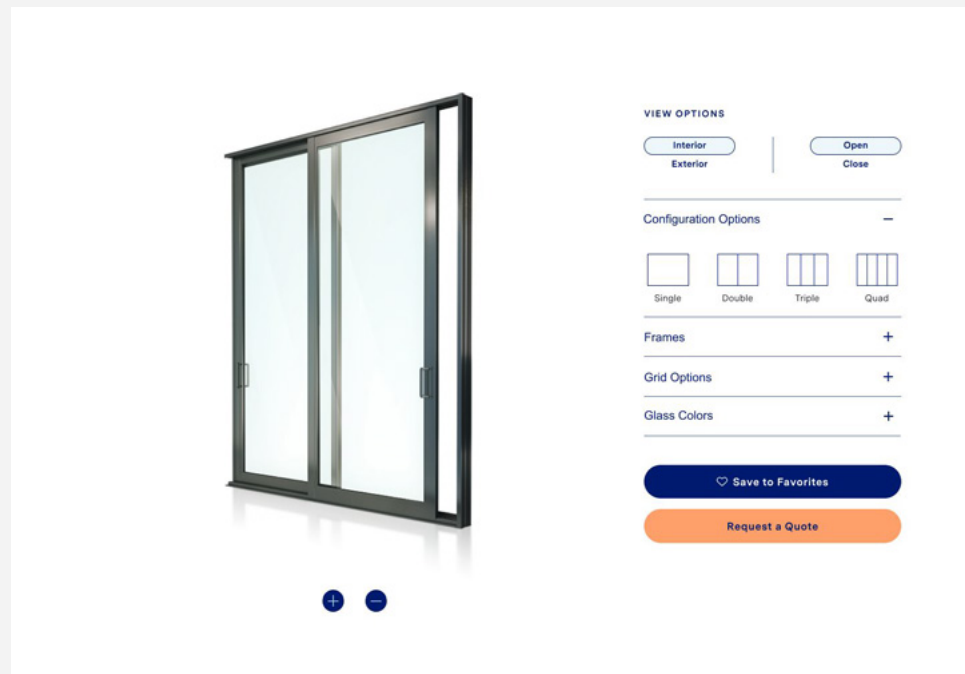 VIEW OPTIONS
Interior
Open
Exterior
Close
Configuration Options
Single
Double
Triple
Quad
Frames
Grid Options
Glass Colors
Save to Favorites
Request a Quote